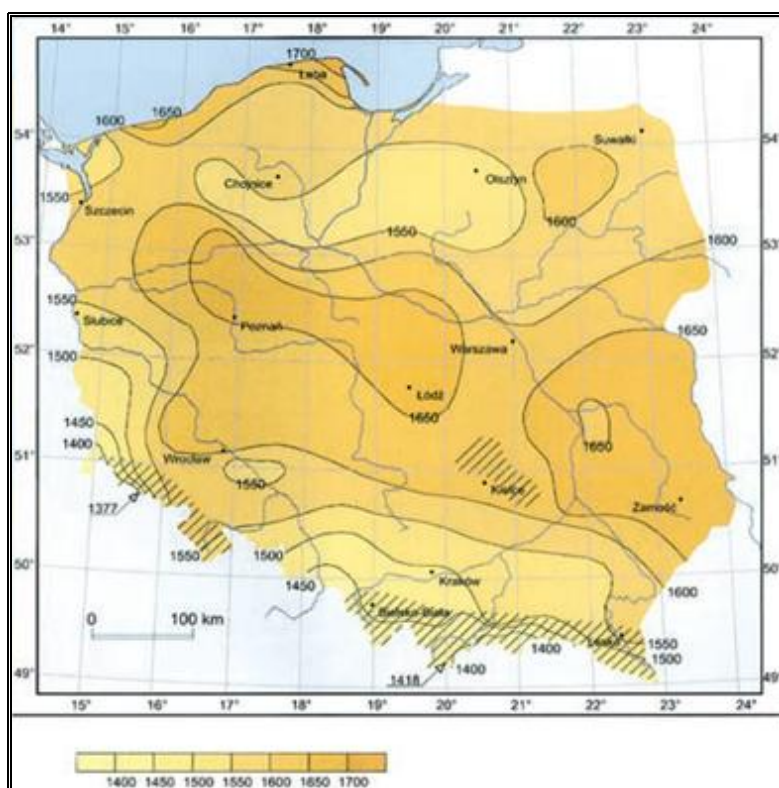 14° 15° 16° 17° 18° 19° 20° 21° 22° 23°
1700
Łeba
1600 1650
54° 54°
Suwałki
Chojnice Olsztyn
1550
Szczecin
1600
53° 1550 1600 53°
1550
Słubice Poznań 1650
52° Warszawa 52°
1500
Łódź
1450 1650
1400 1650
51° Wrocław 51°
1550 Kielce
1377 Zamość
50° 1550 1500 50°
1450 Kraków 1600
0 100 km Bielsko-Biała Lesko 1550
1400 1400 1500
49° 1418 49°
15° 16° 17° 18° 19° 20° 21° 22° 23° 24°
1400 1450 1500 1550 1600 1650 1700